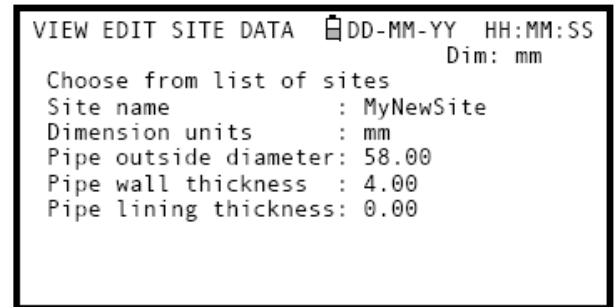 VIEW EDIT SITE DATA DD-MM-YY HH:MM:SS
Dim: mm
Choose from list of sites
Site name : MyNewSite
Dimension units : mm
Pipe outside diameter: 58.00
Pipe wall thickness : 4.00
Pipe lining thickness: 0.00